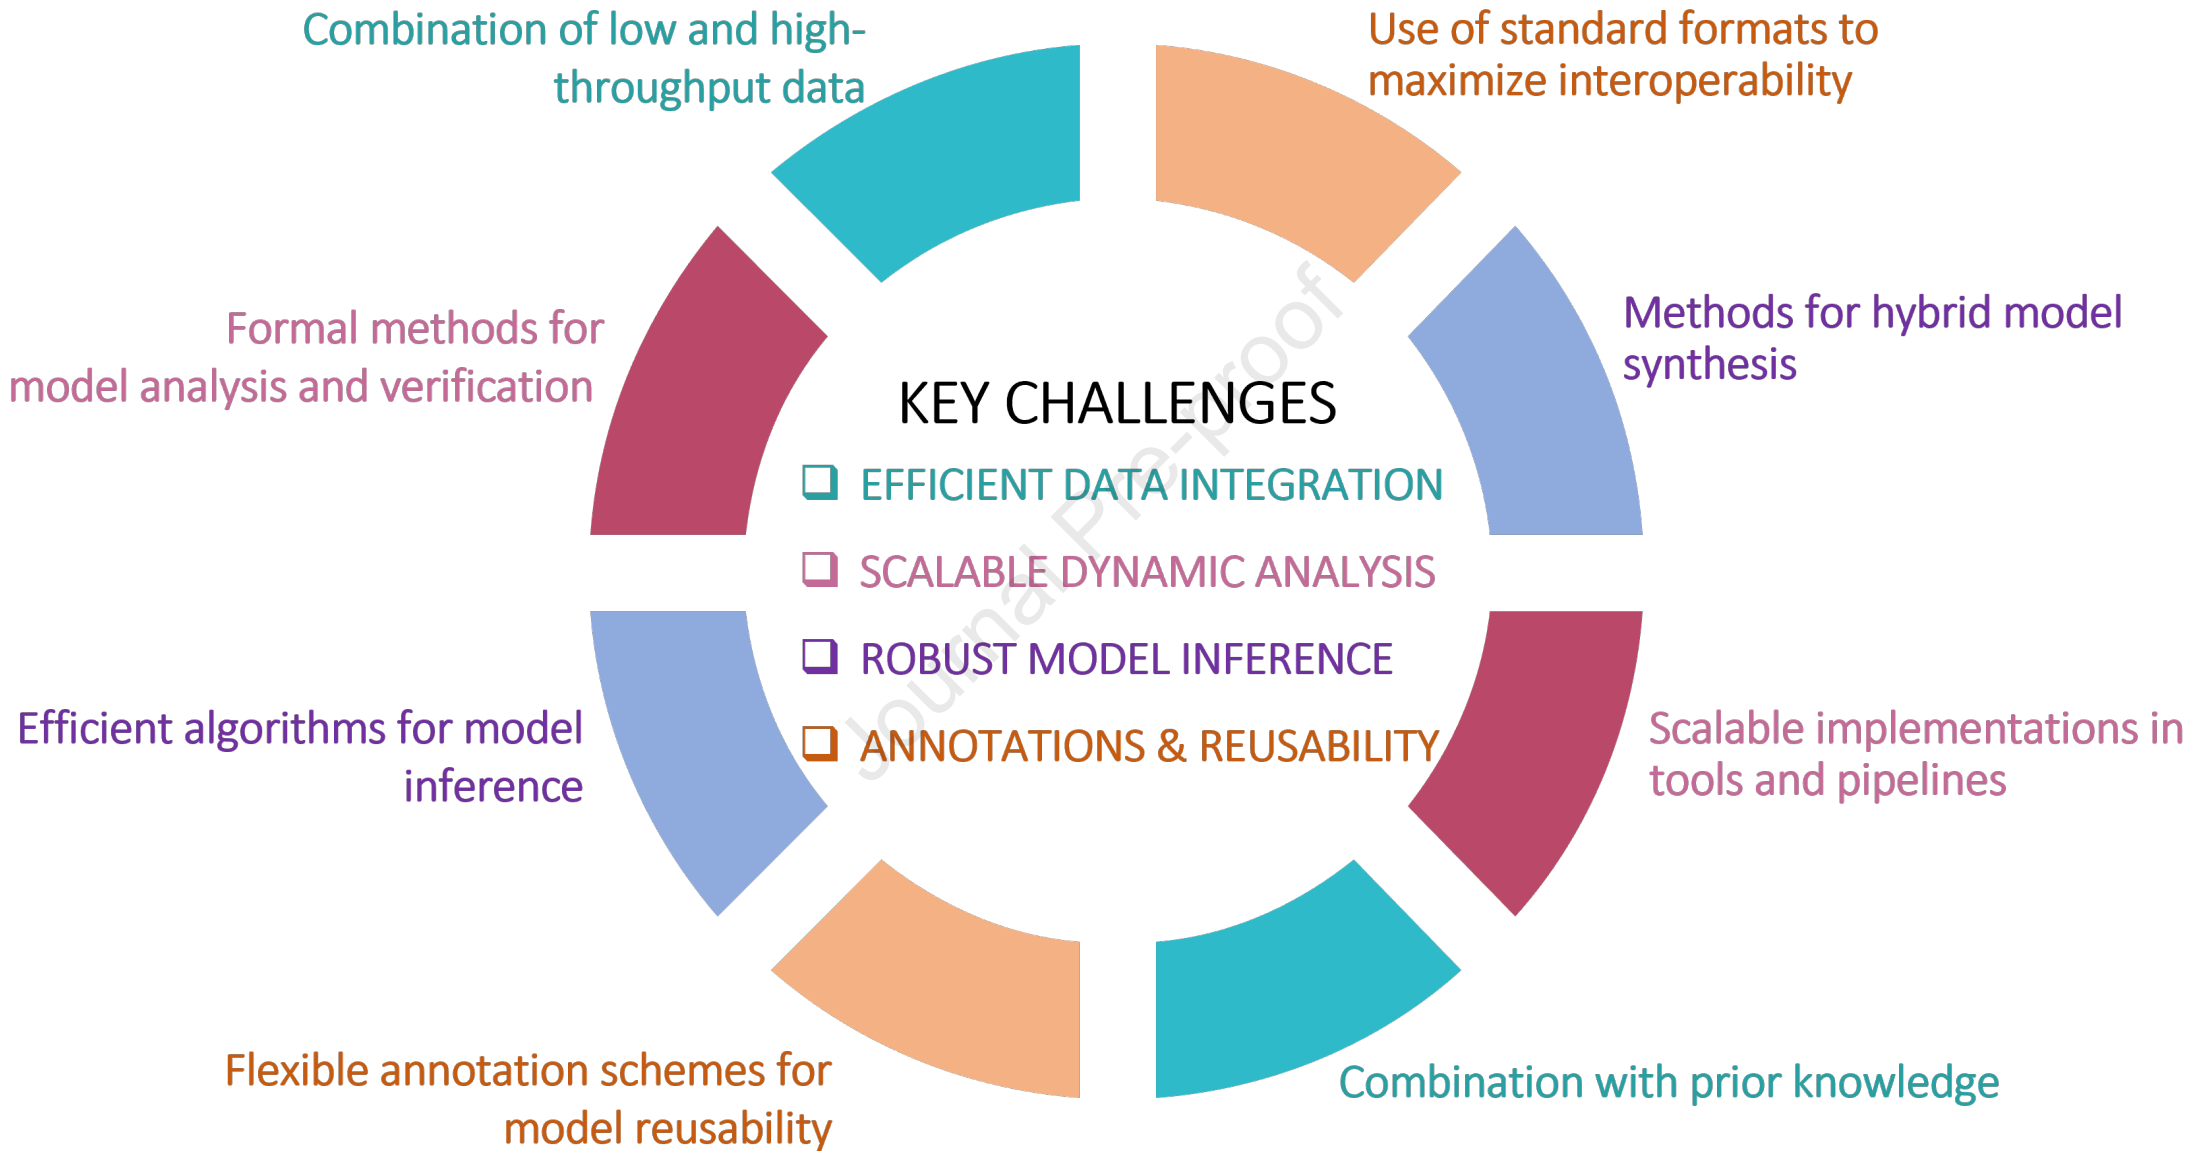 Combination of low and high-
throughput data
Use of standard formats to
maximize interoperability
Formal methods for
model analysis and verification
Methods for hybrid model
synthesis
KEY CHALLENGES
EFFICIENT DATA INTEGRATION
SCALABLE DYNAMIC ANALYSIS
ROBUST MODEL INFERENCE
ANNOTATIONS & REUSABILITY
Journal Pre-proof
Efficient algorithms for model
inference
Scalable implementations in
tools and pipelines
Flexible annotation schemes for
model reusability
Combination with prior knowledge